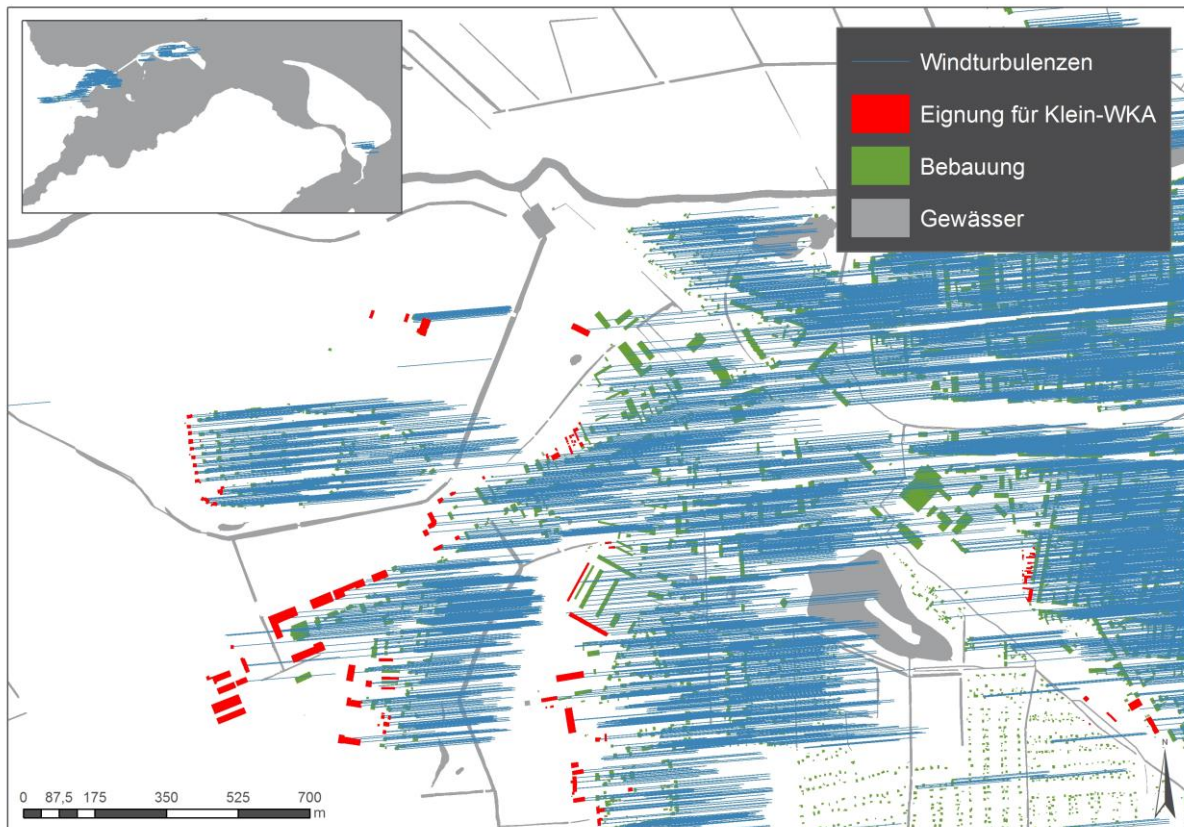 Windturbulenzen
Eignung für Klein-WKA
Bebauung
Gewässer
N
0 87,5 175 350 525 700
m